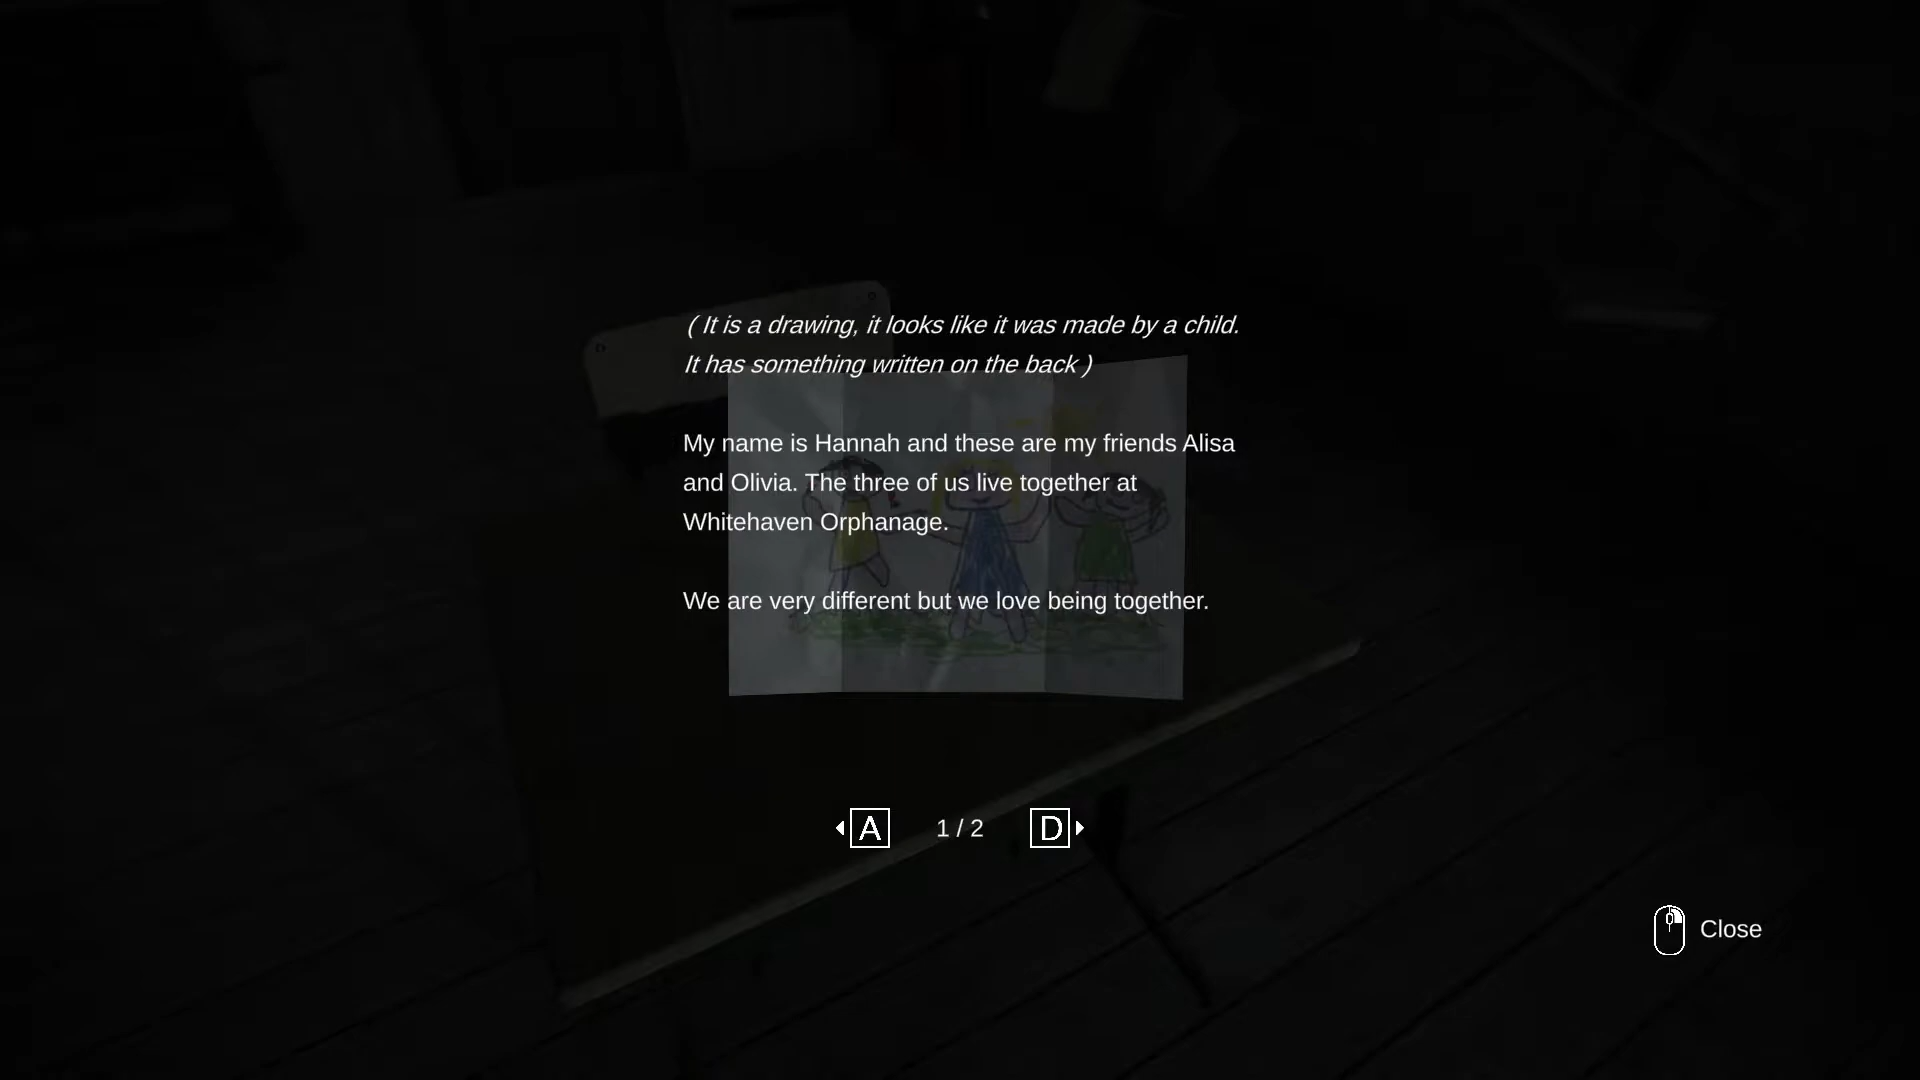 ( It is a drawing, it looks like it was made by a child.
It has something written on the back )
My name is Hannah and these are my friends Alisa
and Olivia. The three of us live together at
Whitehaven Orphanage.
We are very different but we love being together.
A 1 / 2 D
Close